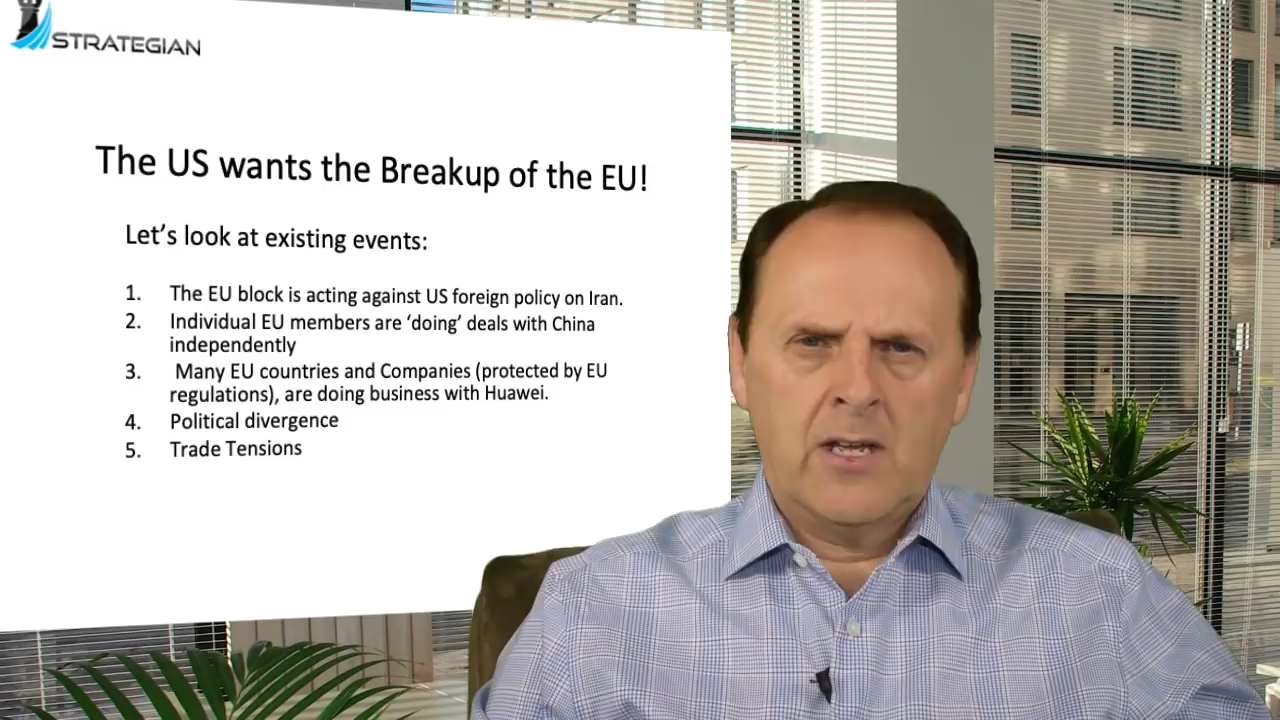 STRATEGIAN
The US wants the Breakup of the EU!
Let's look at existing events:
1. The EU block is acting against US foreign policy on Iran.
2. Individual EU members are ‘doing’ deals with China
independently
3. Many EU countries and Companies (protected by EU
regulations), are doing business with Huawei.
4. Political divergence
5. Trade Tensions